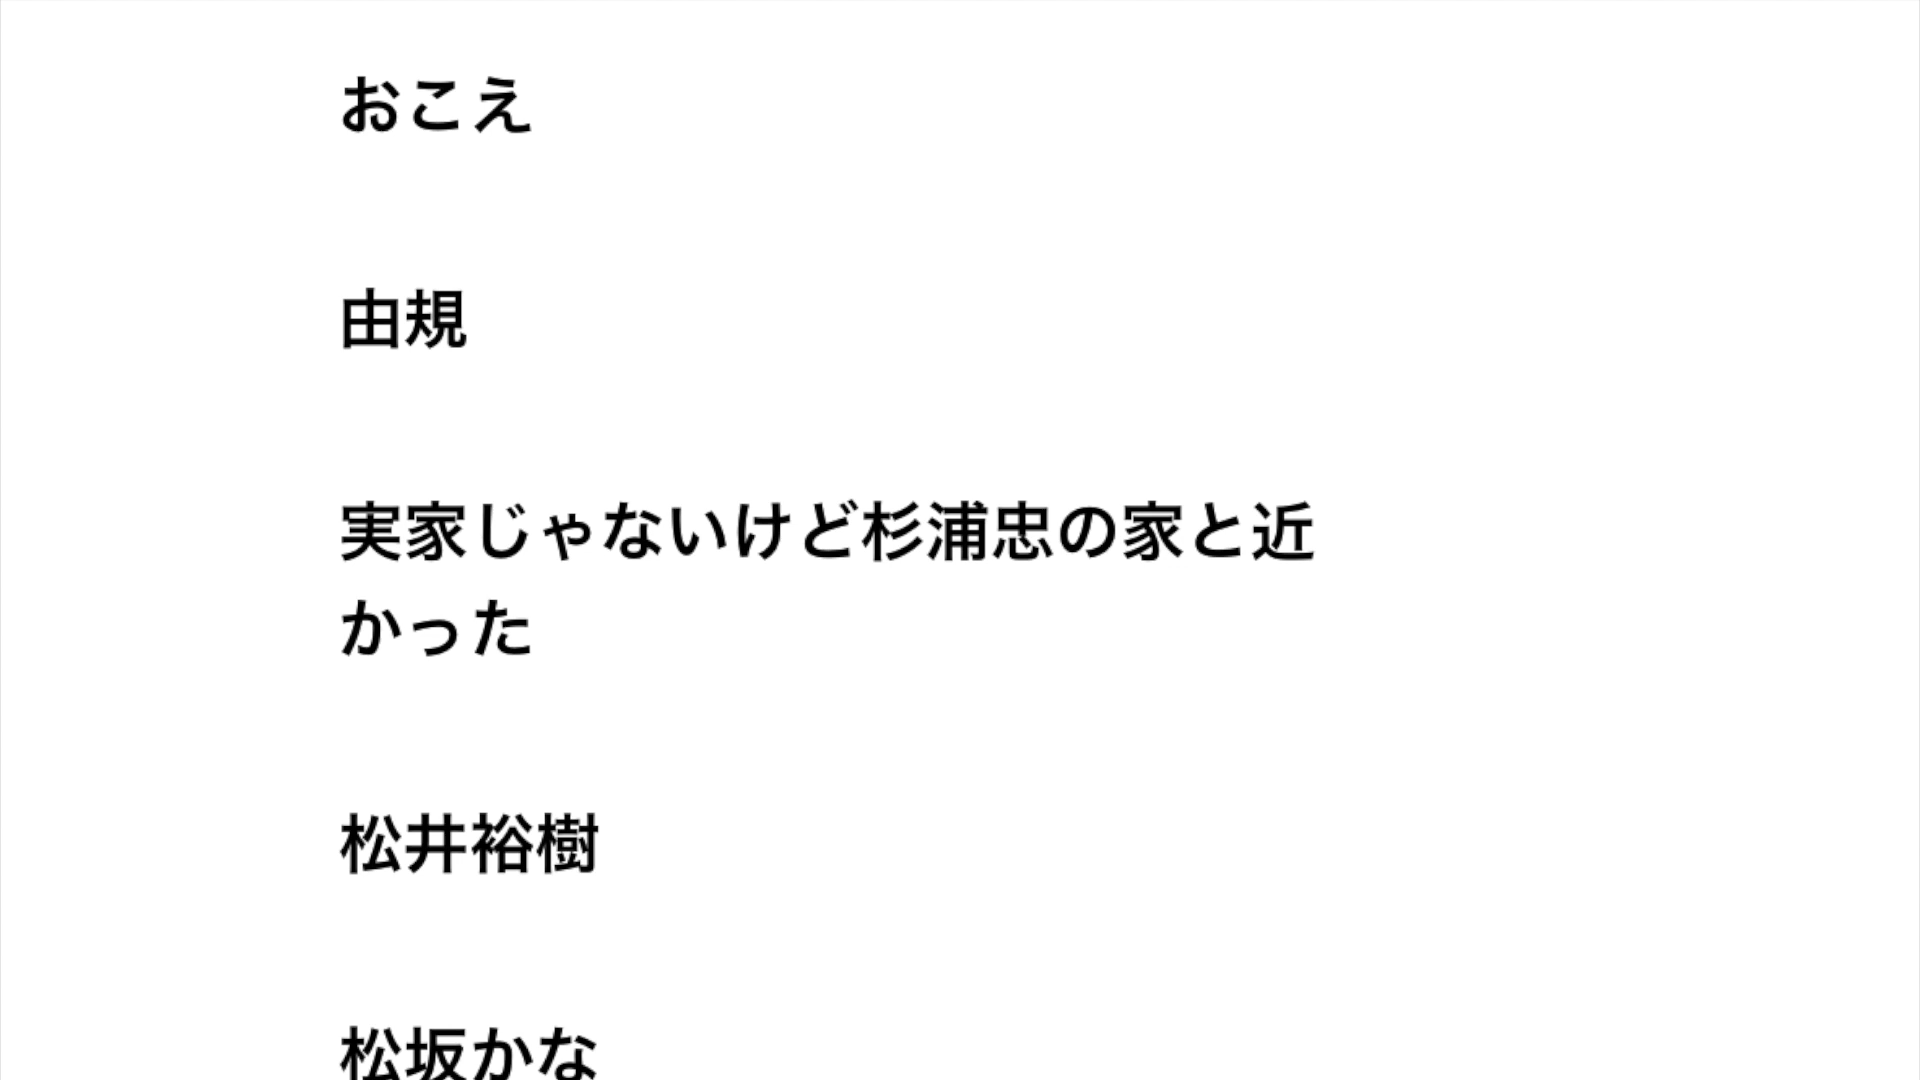 おこえ
由規
実家じゃないけど杉浦忠の家と近
かった
松井裕樹
松坂かな